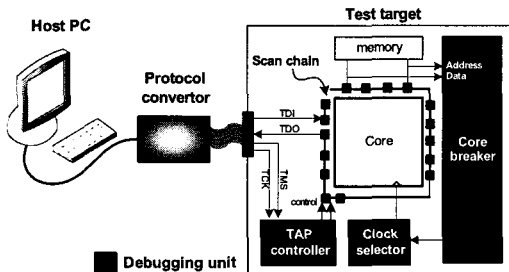 Test target
Host PC
memory
Address
Data
Scan chain
Protocol
convertor
TDI
TDO
Core
Core
breaker
TCK
TMS
control
TAP
controller
Clock
selector
Debugging unit